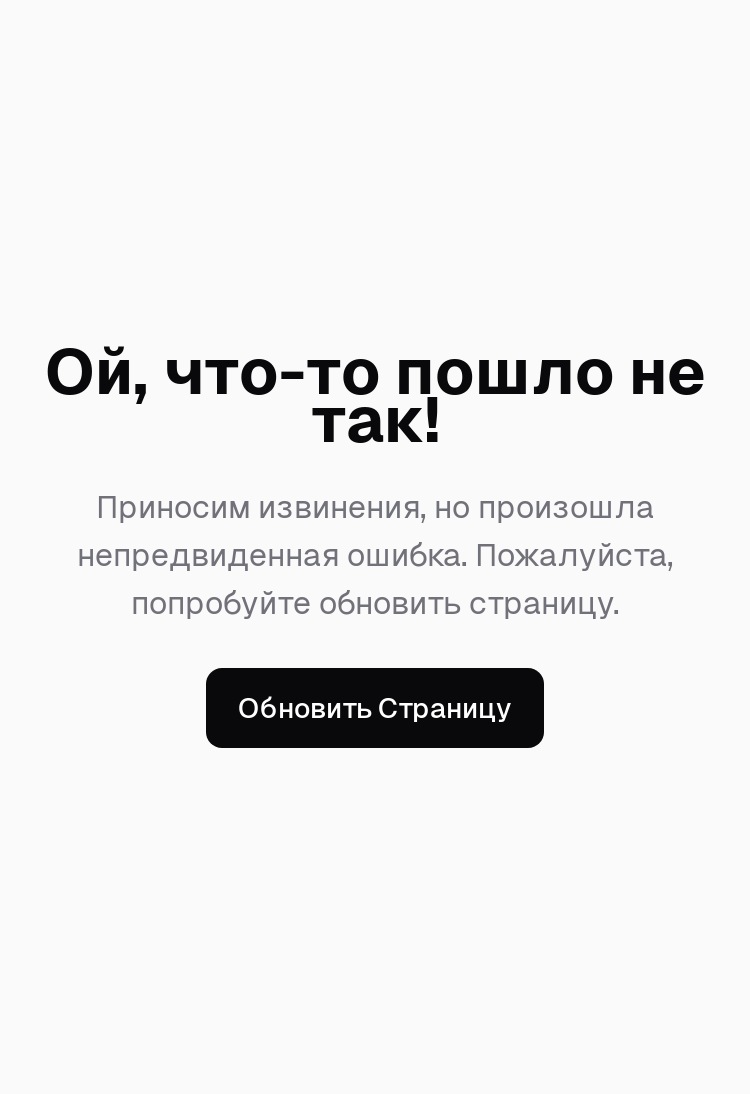 Ой, что-то пошло не
так!
Приносим извинения, но произошла
непредвиденная ошибка. Пожалуйста,
попробуйте обновить страницу.
Обновить Страницу